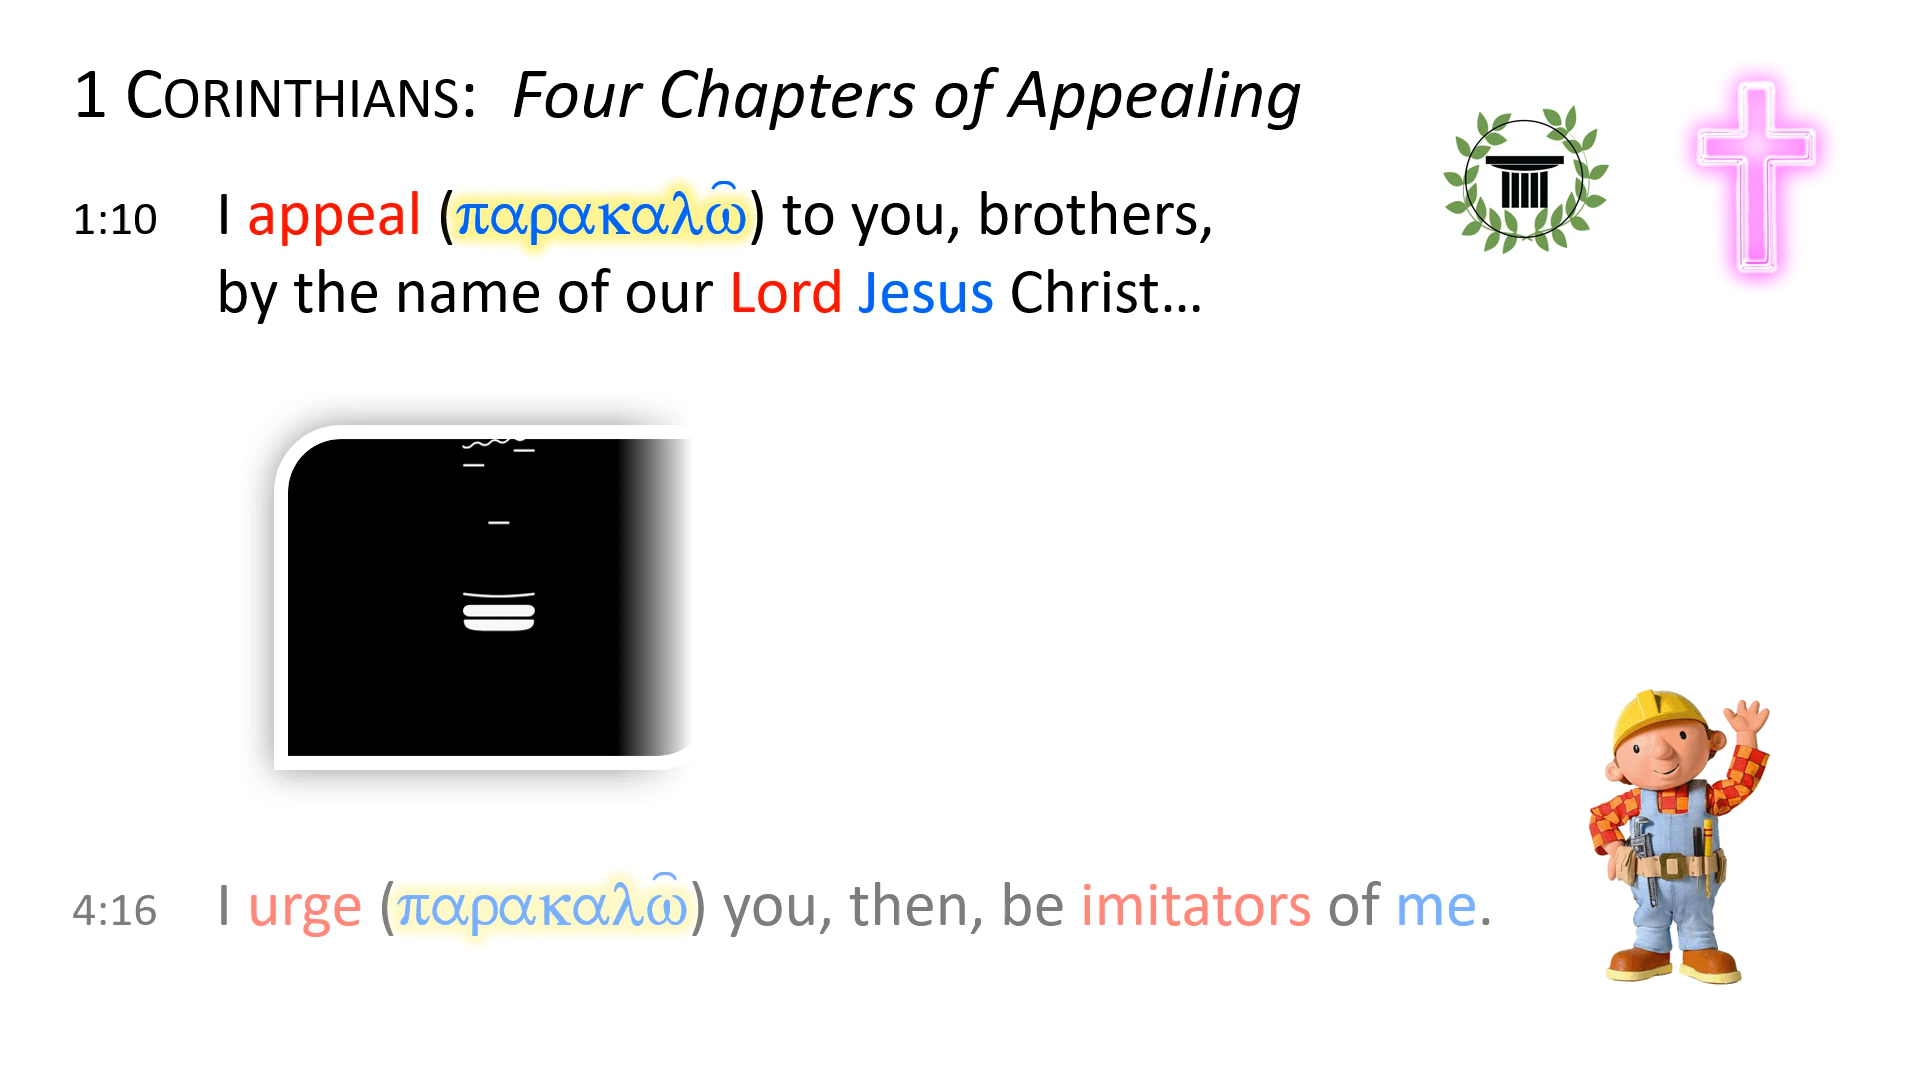 1 CORINTHIANS: Four Chapters of Appealing
1:10 I appeal (παρακαλῶ) to you, brothers,
by the name of our Lord Jesus Christ…
4:16 I urge (παρακαλῶ) you, then, be imitators of me.